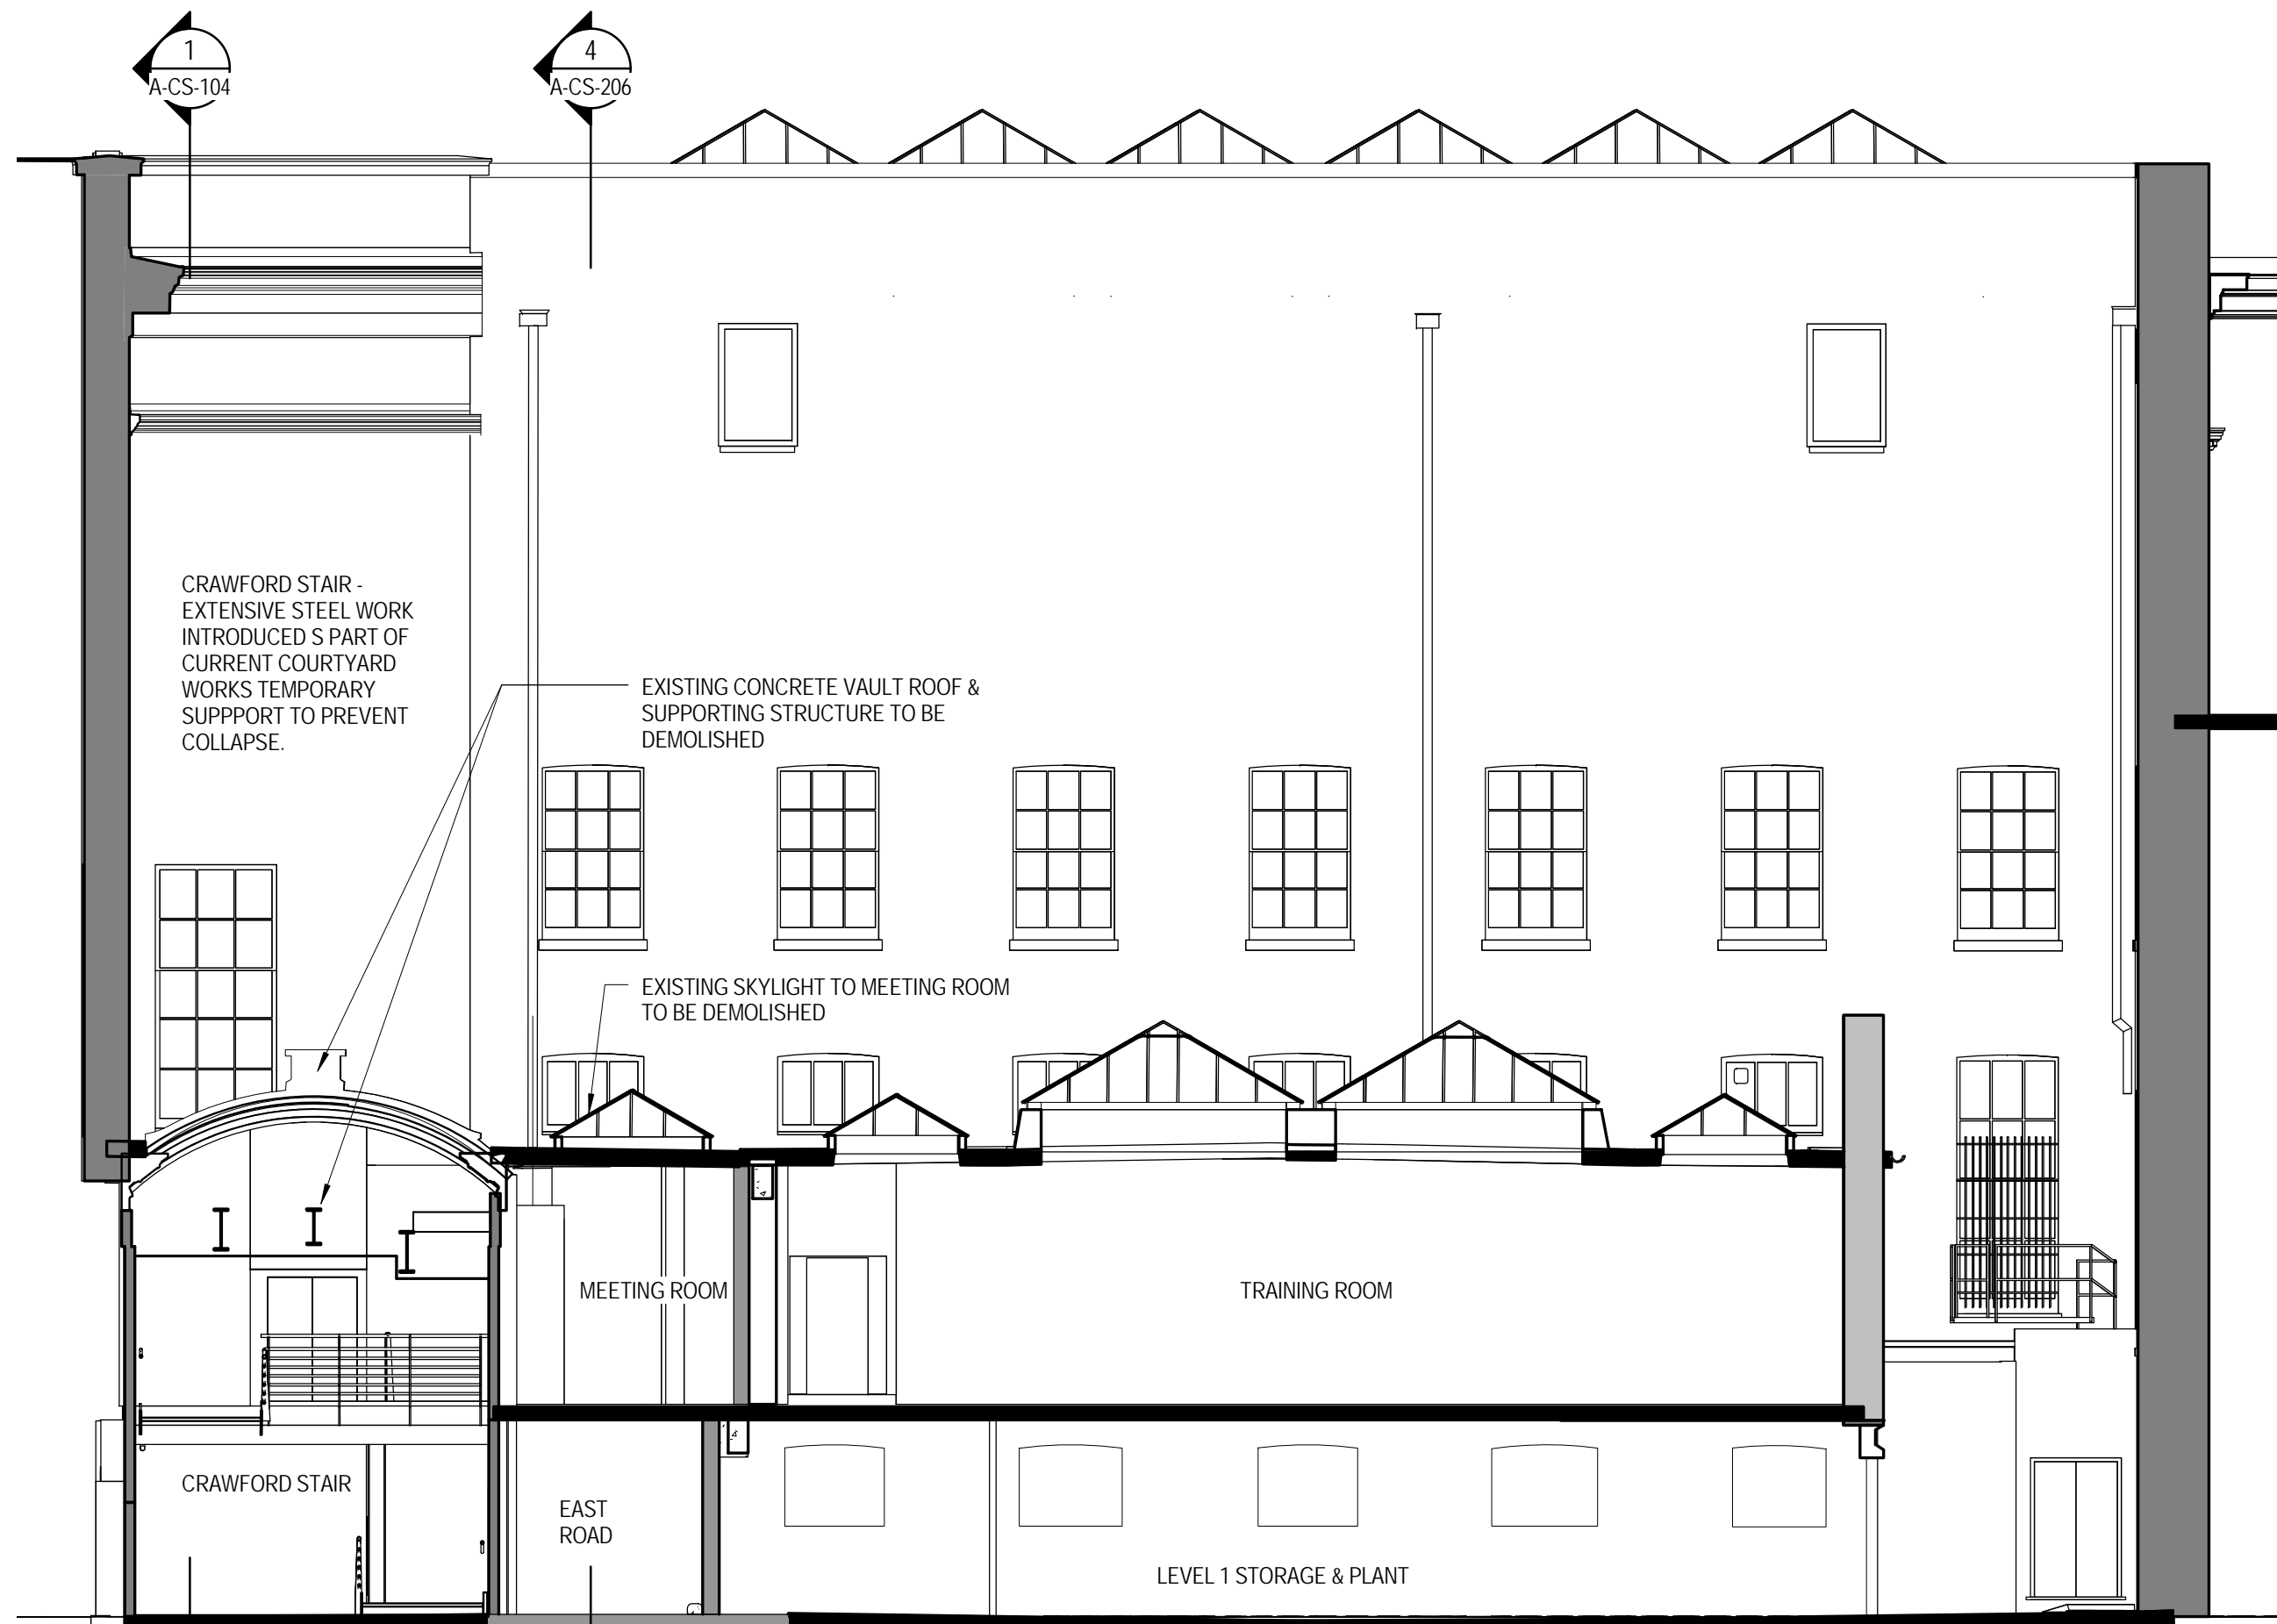 1
A-CS-104
4
A-CS-206
CRAWFORD STAIR -
EXTENSIVE STEEL WORK
INTRODUCED S PART OF
CURRENT COURTYARD
WORKS TEMPORARY
SUPPPORT TO PREVENT
COLLAPSE.
EXISTING CONCRETE VAULT ROOF &
SUPPORTING STRUCTURE TO BE
DEMOLISHED
EXISTING SKYLIGHT TO MEETING ROOM
TO BE DEMOLISHED
MEETING ROOM
TRAINING ROOM
CRAWFORD STAIR
EAST
ROAD
LEVEL 1 STORAGE & PLANT